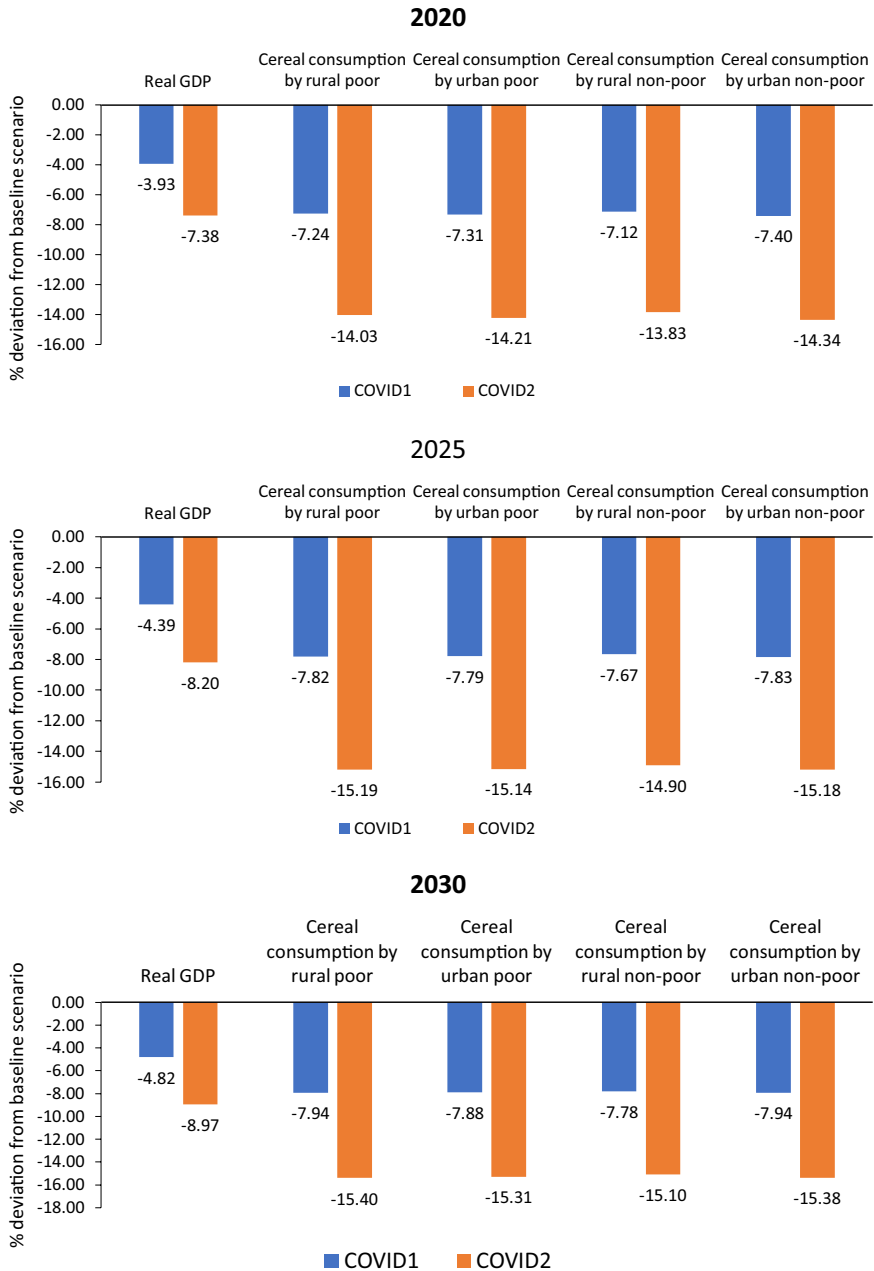 2020
Real GDP
Cereal consumption
by rural poor
Cereal consumption
by urban poor
Cereal consumption
by rural non-poor
Cereal consumption
by urban non-poor
% deviation from baseline scenario
0.00
-2.00
-4.00
-6.00
-8.00
-10.00
-12.00
-14.00
-16.00
-3.93
-7.38
-7.24
-14.03
-7.31
-14.21
-7.12
-13.83
-7.40
-14.34
COVID1 COVID2
2025
Real GDP
Cereal consumption
by rural poor
Cereal consumption
by urban poor
Cereal consumption
by rural non-poor
Cereal consumption
by urban non-poor
% deviation from baseline scenario
0.00
-2.00
-4.00
-6.00
-8.00
-10.00
-12.00
-14.00
-16.00
-4.39
-8.20
-7.82
-15.19
-7.79
-15.14
-7.67
-14.90
-7.83
-15.18
COVID1 COVID2
2030
Real GDP
Cereal
consumption by
rural poor
Cereal
consumption by
urban poor
Cereal
consumption by
rural non-poor
Cereal
consumption by
urban non-poor
% deviation from baseline scenario
0.00
-2.00
-4.00
-6.00
-8.00
-10.00
-12.00
-14.00
-16.00
-18.00
-4.82
-8.97
-7.94
-15.40
-7.88
-15.31
-7.78
-15.10
-7.94
-15.38
COVID1 COVID2